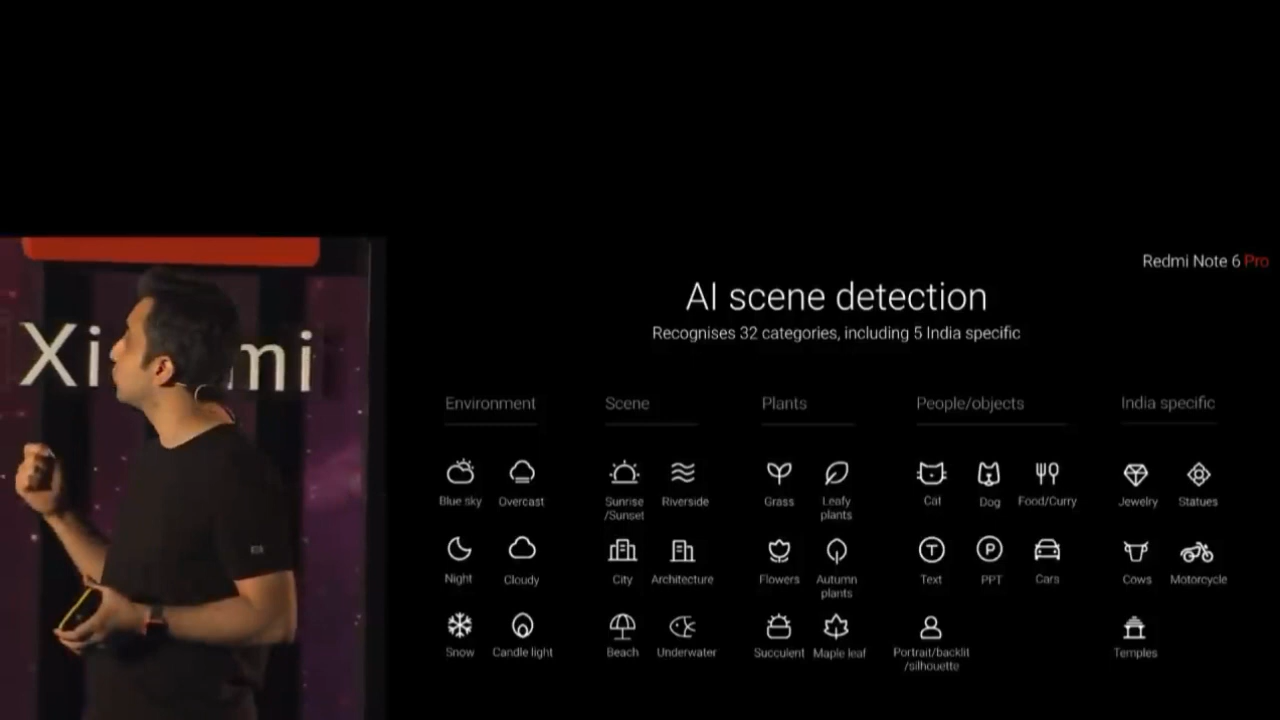 Redmi Note 6 Pro
AI scene detection
Recognises 32 categories, including 5 India specific
Xi mi
Environment
Blue sky
Overcast
Night
Cloudy
Snow
Candle light
Scene
Sunrise
/Sunset
Riverside
City
Architecture
Beach
Underwater
Plants
Grass
Leafy
plants
Flowers
Autumn
plants
Succulent
Maple leaf
People/objects
Cat
Dog
Food/Curry
T
Text
P
PPT
Cars
Portrait/backlit
/silhouette
India specific
Jewelry
Statues
Cows
Motorcycle
Temples